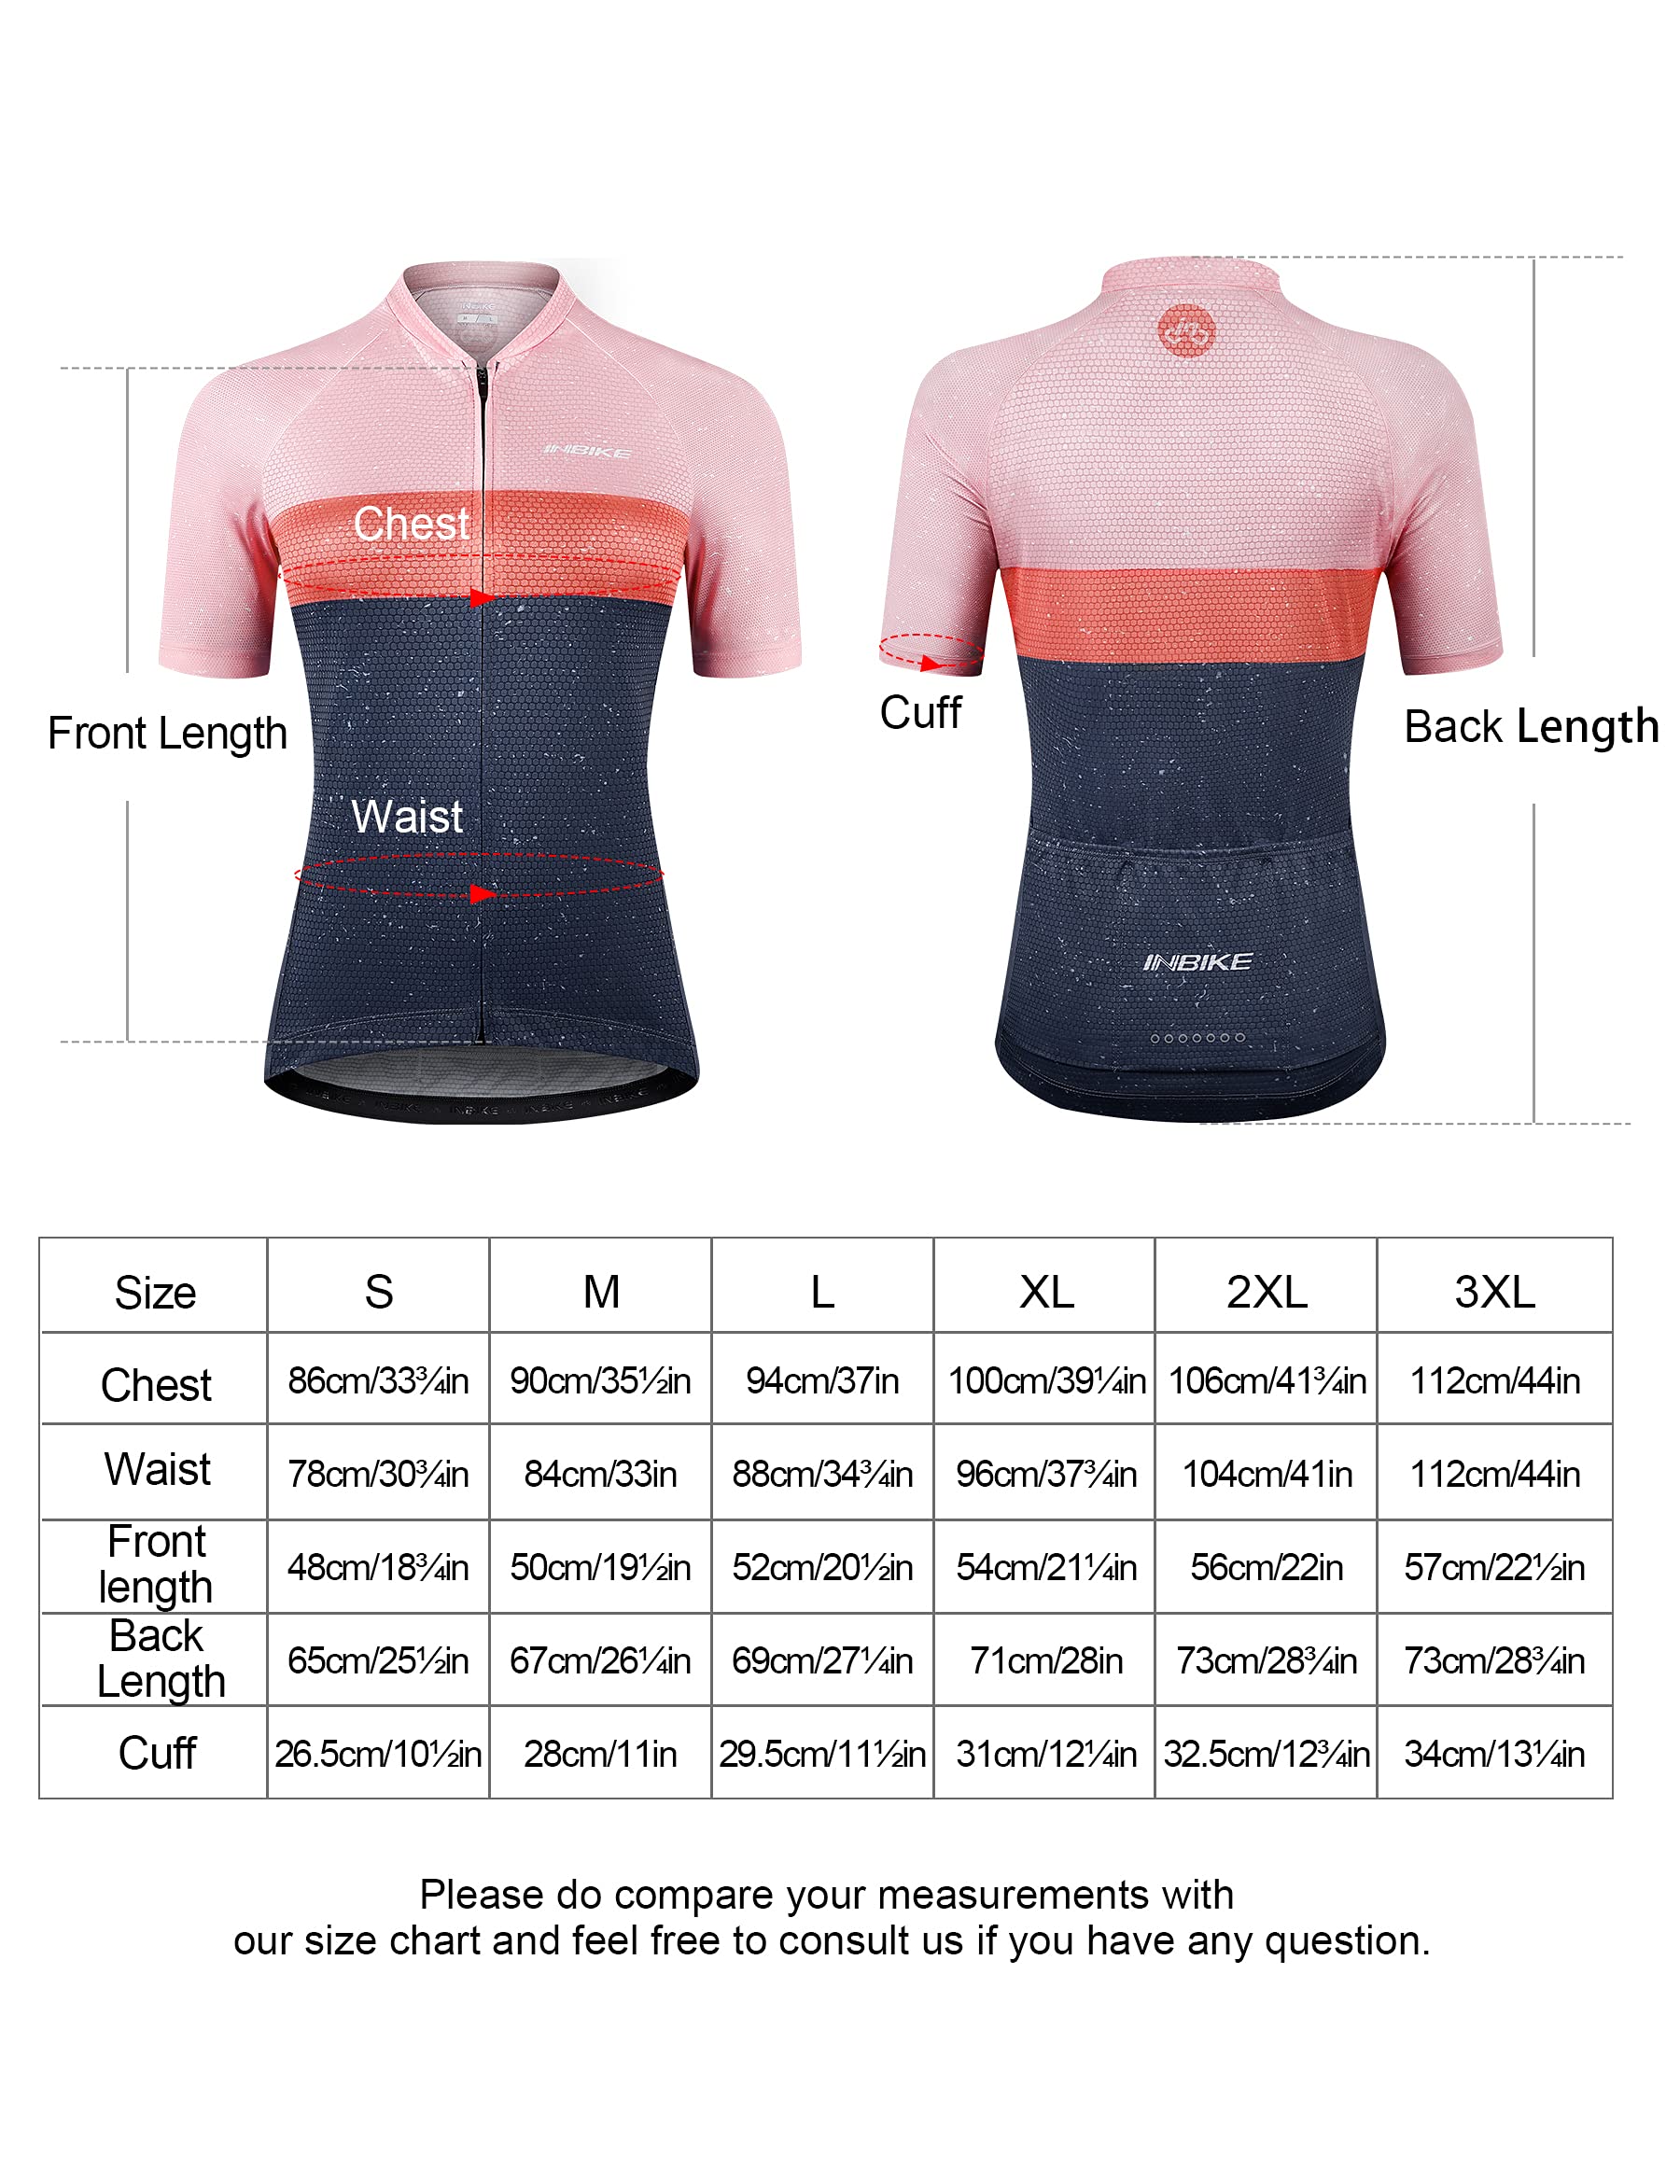 INBIKE
M / L
INBIKE
Chest
Front Length
Waist
Cuff
Back Length
INBIKE
INBIKE INBIKE INBIKE INBIKE
Size S M L XL 2XL 3XL
Chest 86cm/33¾in 90cm/35½in 94cm/37in 100cm/39¼in 106cm/41¾in 112cm/44in
Waist 78cm/30¾in 84cm/33in 88cm/34¾in 96cm/37¾in 104cm/41in 112cm/44in
Front
length 48cm/18¾in 50cm/19½in 52cm/20½in 54cm/21¼in 56cm/22in 57cm/22½in
Back
Length 65cm/25½in 67cm/26¼in 69cm/27¼in 71cm/28in 73cm/28¾in 73cm/28¾in
Cuff 26.5cm/10½in 28cm/11in 29.5cm/11½in 31cm/12¼in 32.5cm/12¾in 34cm/13¼in
Please do compare your measurements with
our size chart and feel free to consult us if you have any question.